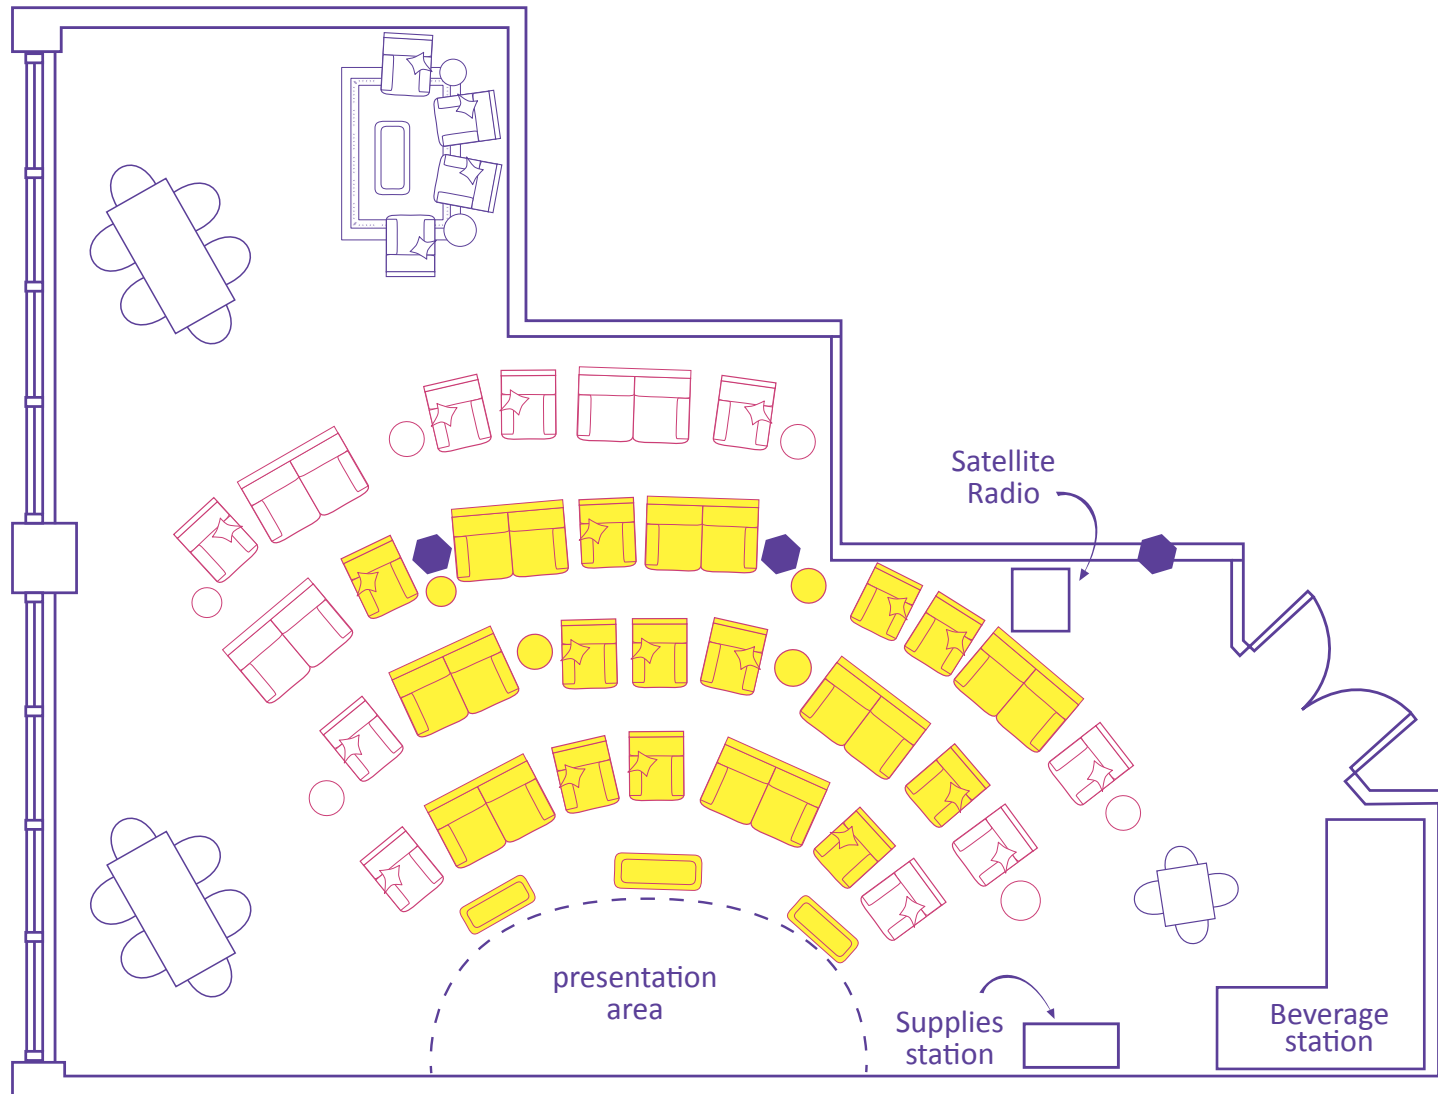 Satellite
Radio
presentation
area
Supplies
station
Beverage
station